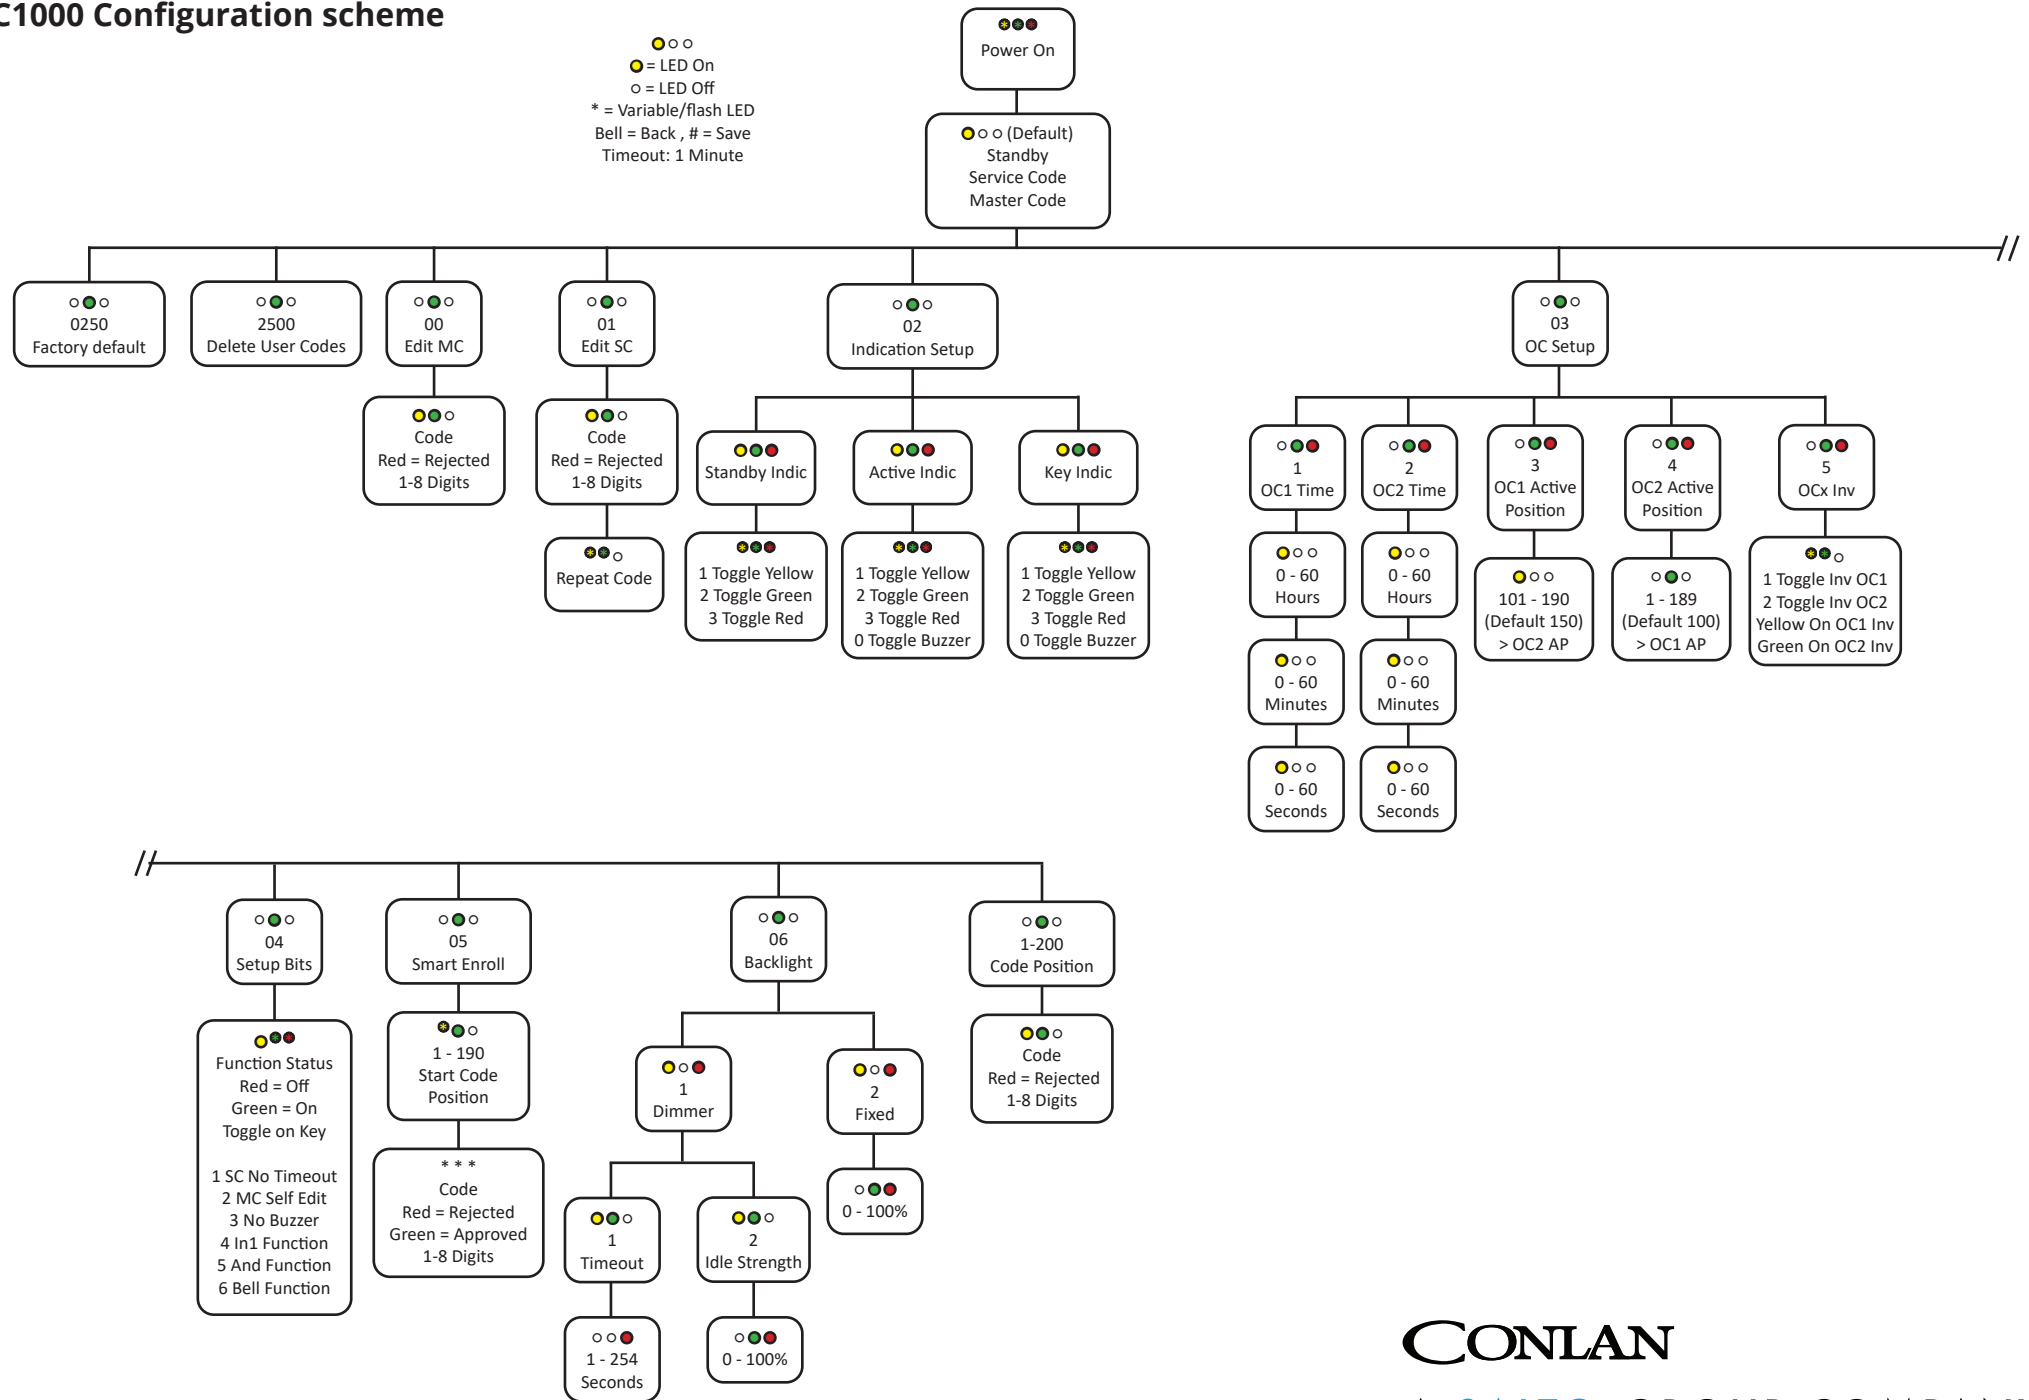 C1000 Configuration scheme
= LED On
= LED Off
* = Variable/flash LED
Bell = Back , # = Save
Timeout: 1 Minute
Power On
(Default)
Standby
Service Code
Master Code
0250
Factory default
2500
Delete User Codes
00
Edit MC
Code
Red = Rejected
1-8 Digits
01
Edit SC
Code
Red = Rejected
1-8 Digits
Repeat Code
02
Indication Setup
Standby Indic
1 Toggle Yellow
2 Toggle Green
3 Toggle Red
Active Indic
1 Toggle Yellow
2 Toggle Green
3 Toggle Red
0 Toggle Buzzer
Key Indic
1 Toggle Yellow
2 Toggle Green
3 Toggle Red
0 Toggle Buzzer
03
OC Setup
1
OC1 Time
0 - 60
Hours
0 - 60
Minutes
0 - 60
Seconds
2
OC2 Time
0 - 60
Hours
0 - 60
Minutes
0 - 60
Seconds
3
OC1 Active
Position
101 - 190
(Default 150)
> OC2 AP
4
OC2 Active
Position
1 - 189
(Default 100)
> OC1 AP
5
OCx Inv
1 Toggle Inv OC1
2 Toggle Inv OC2
Yellow On OC1 Inv
Green On OC2 Inv
04
Setup Bits
Function Status
Red = Off
Green = On
Toggle on Key
1 SC No Timeout
2 MC Self Edit
3 No Buzzer
4 In1 Function
5 And Function
6 Bell Function
05
Smart Enroll
1 - 190
Start Code
Position
* * *
Code
Red = Rejected
Green = Approved
1-8 Digits
06
Backlight
1
Dimmer
1
Timeout
1 - 254
Seconds
2
Idle Strength
0 - 100%
2
Fixed
0 - 100%
1-200
Code Position
Code
Red = Rejected
1-8 Digits
CONLAN